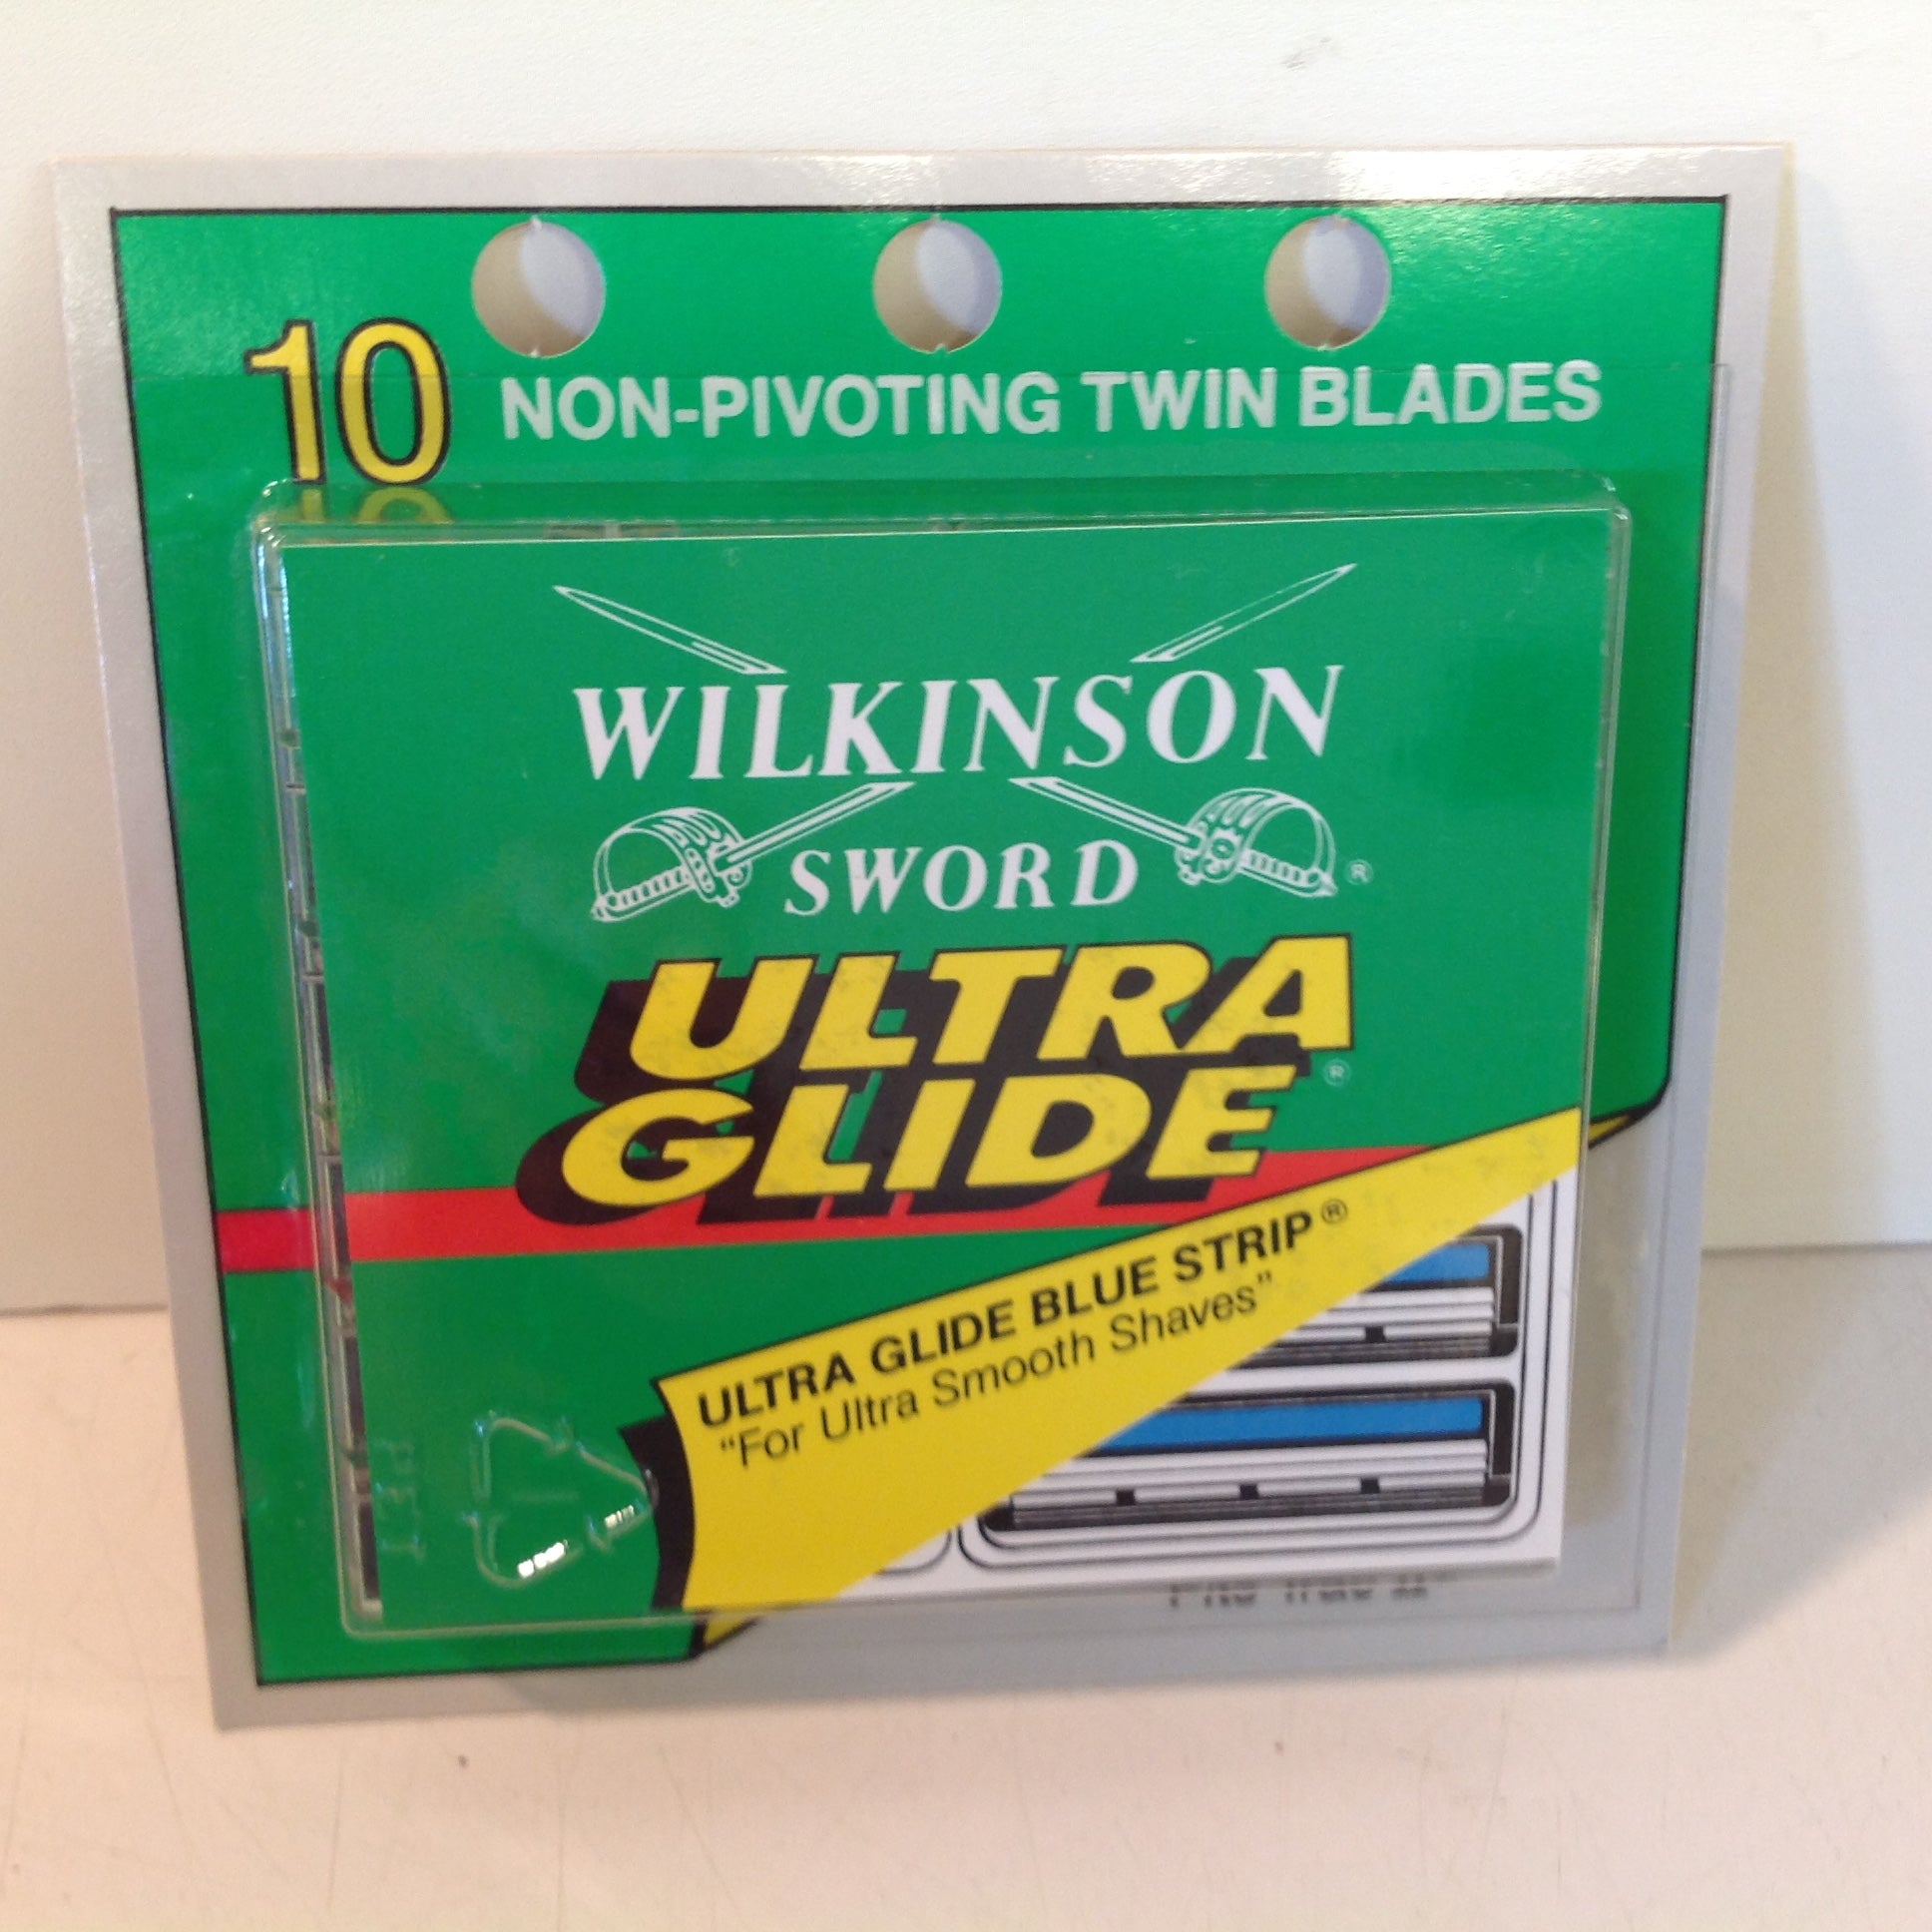 10 NON-PIVOTING TWIN BLADES
WILKINSON
SWORD ®
ULTRA
GLIDE ®
ULTRA GLIDE BLUE STRIP®
"For Ultra Smooth Shaves"